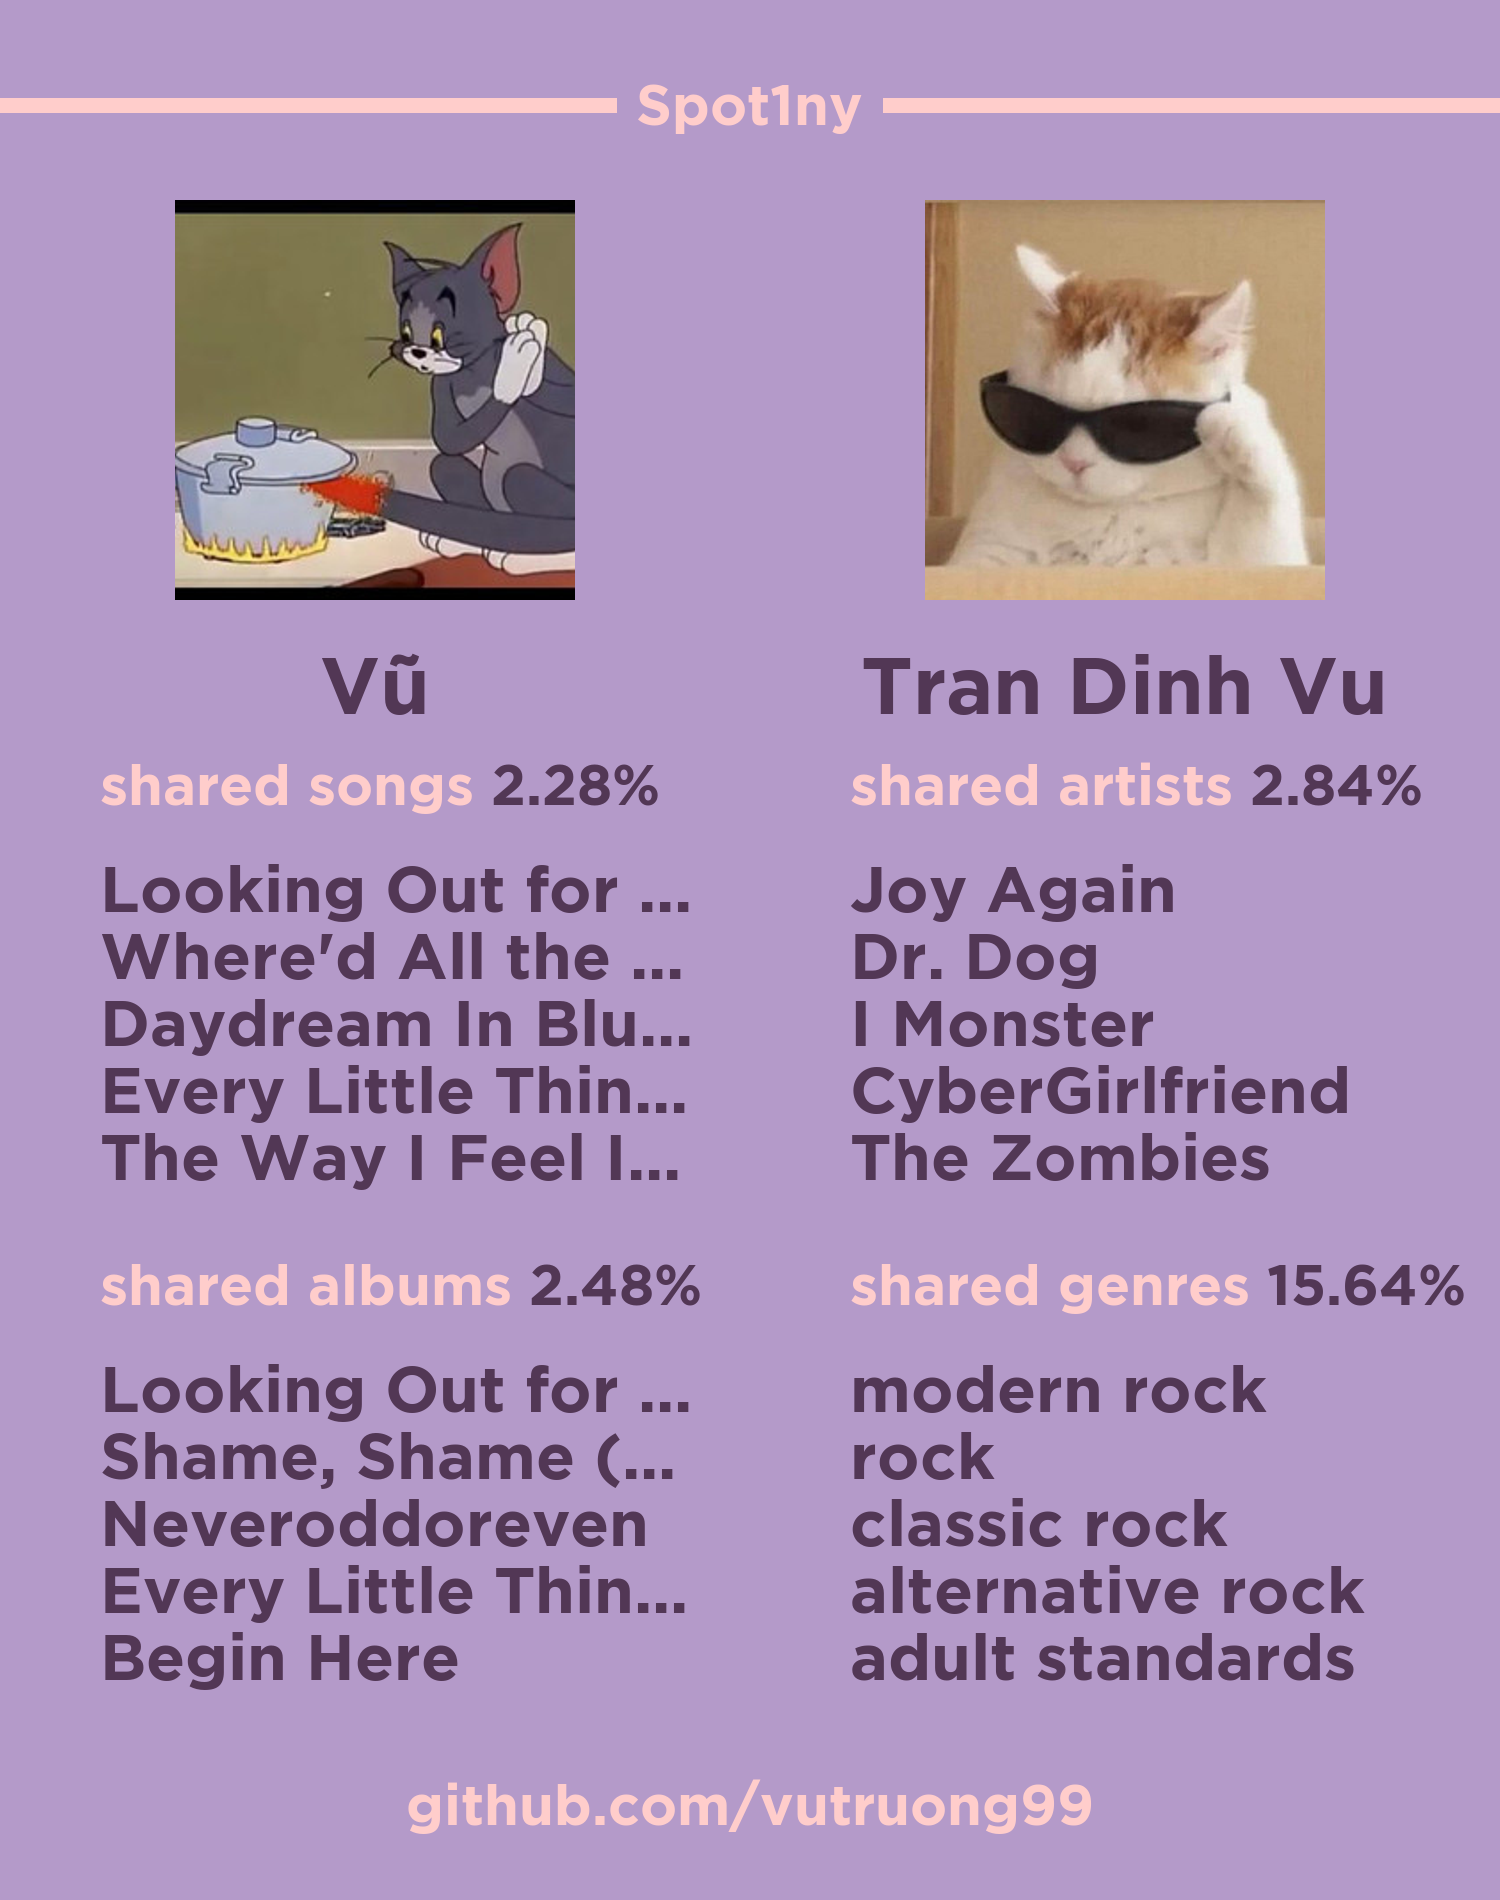 Spot1ny
Vũ
Tran Dinh Vu
shared songs 2.28%
Looking Out for ...
Where'd All the ...
Daydream In Blu...
Every Little Thin...
The Way I Feel I...
shared artists 2.84%
Joy Again
Dr. Dog
I Monster
CyberGirlfriend
The Zombies
shared albums 2.48%
Looking Out for ...
Shame, Shame (...
Neveroddoreven
Every Little Thin...
Begin Here
shared genres 15.64%
modern rock
rock
classic rock
alternative rock
adult standards
github.com/vutruong99